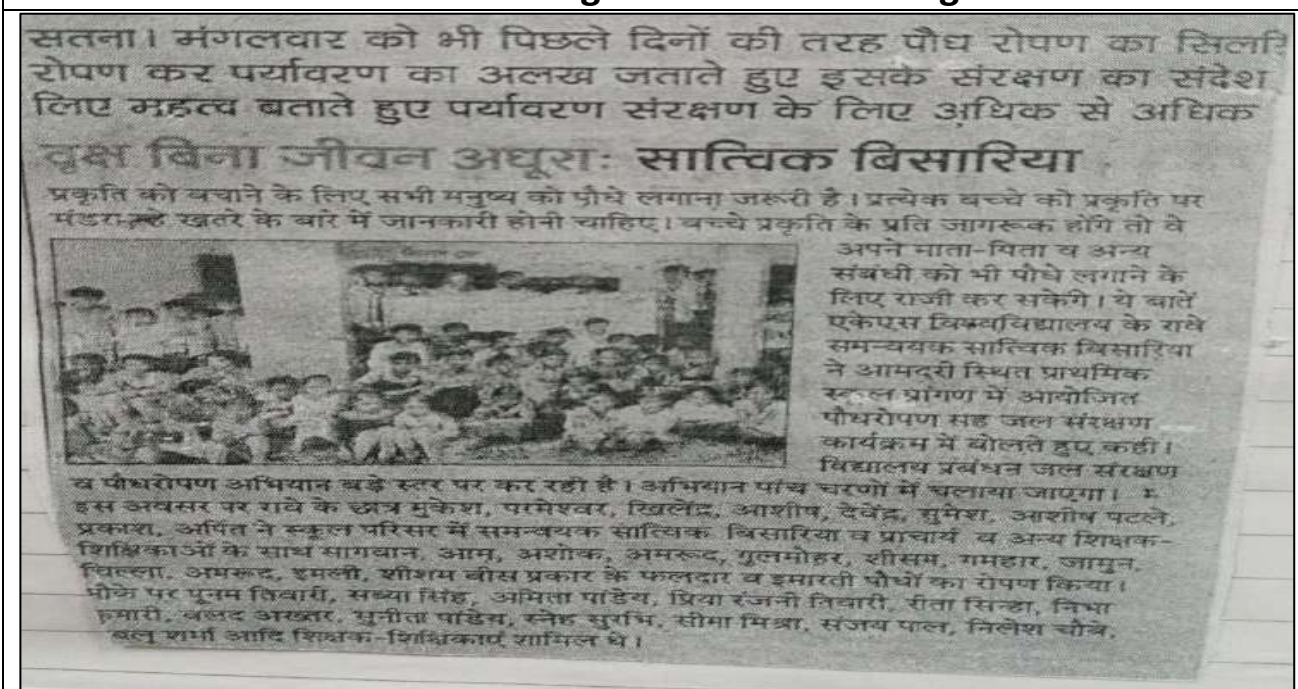 सतना। मंगलवार को भी पिछले दिनों की तरह पौध रोपण का सिलसि
रोपण कर पर्यावरण का अलख जताते हुए इसके संरक्षण का संदेश
लिए महत्व बताते हुए पर्यावरण संरक्षण के लिए अधिक से अधिक
वृक्ष बिना जीवन अधूराः सात्विक बिसारिया
प्रकृति को बचाने के लिए सभी मनुष्य को पौधे लगाना जरूरी है। प्रत्येक बच्चे को प्रकृति पर
खतरे के बारे में जानकारी होनी चाहिए। बच्चे प्रकृति के प्रति जागरूक होंगे तो वे
अपने माता-पिता व अन्य
संबंधी को भी पौधे लगाने के
लिए राजी कर सकेंगे। ये बातें
एकेएस विश्वविद्यालय के रावे
समन्वयक सात्विक बिसारिया
ने आमदरी स्थित प्राथमिक
स्कूल प्रांगण में आयोजित
पौधरोपण सह जल संरक्षण
कार्यक्रम में बोलते हुए कही।
विद्यालय प्रबंधन जल संरक्षण
व पौधरोपण अभियान बड़े स्तर पर कर रही है। अभियान पांच चरणों में चलाया जाएगा।
इस अवसर पर रावे के छात्र मुकेश, परमेश्वर, खिलेंद्र, आशीष, देवेंद्र, सुमेश, आशीष पटले,
प्रकाश, अर्पित ने स्कूल परिसर में समन्वयक सात्विक बिसारिया व प्राचार्य व अन्य शिक्षक-
शिक्षिकाओं के साथ सागवान, आम, अशोक, अमरूद, गुलमोहर, शीसम, गमहार, जामुन,
अमरूद, इमली, शीशम बीस प्रकार के फलदार व इमारती पौधों का रोपण किया।
मौके पर पूनम तिवारी, संध्या सिंह, अमिता पांडेय, प्रिया रंजनी तिवारी, रीता सिन्हा, निभा
कुमारी, अख्तर, सुनीता पांडेय, स्नेह सुरभि, सीमा मिश्रा, संजय पाल, निलेश चौबे,
शर्मा आदि शिक्षक-शिक्षिकाएं शामिल थे।